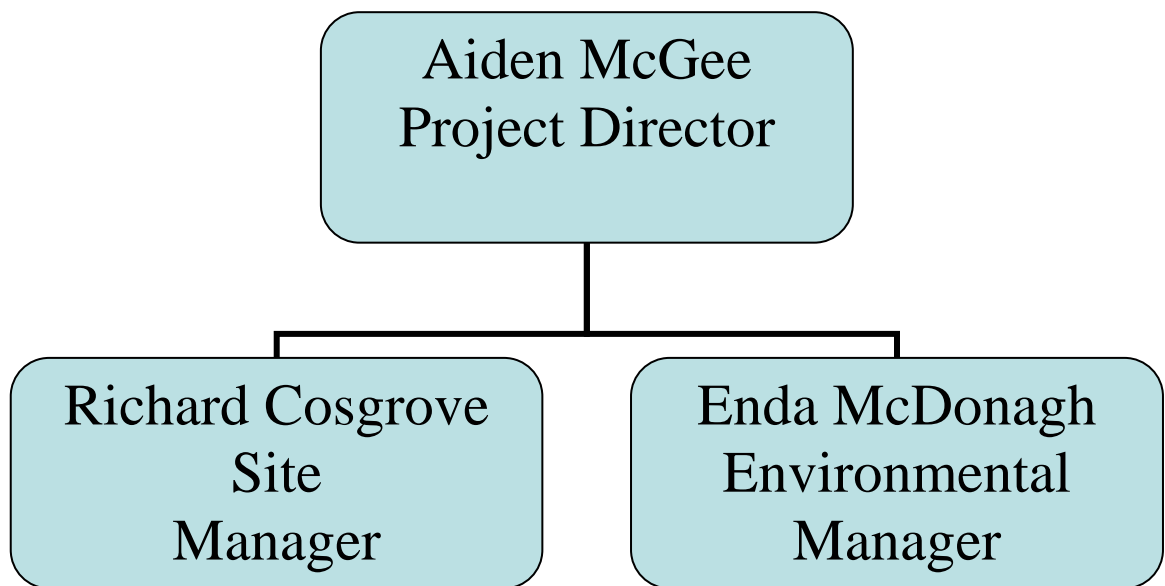 Aiden McGee
Project Director
Richard Cosgrove
Site
Manager
Enda McDonagh
Environmental
Manager